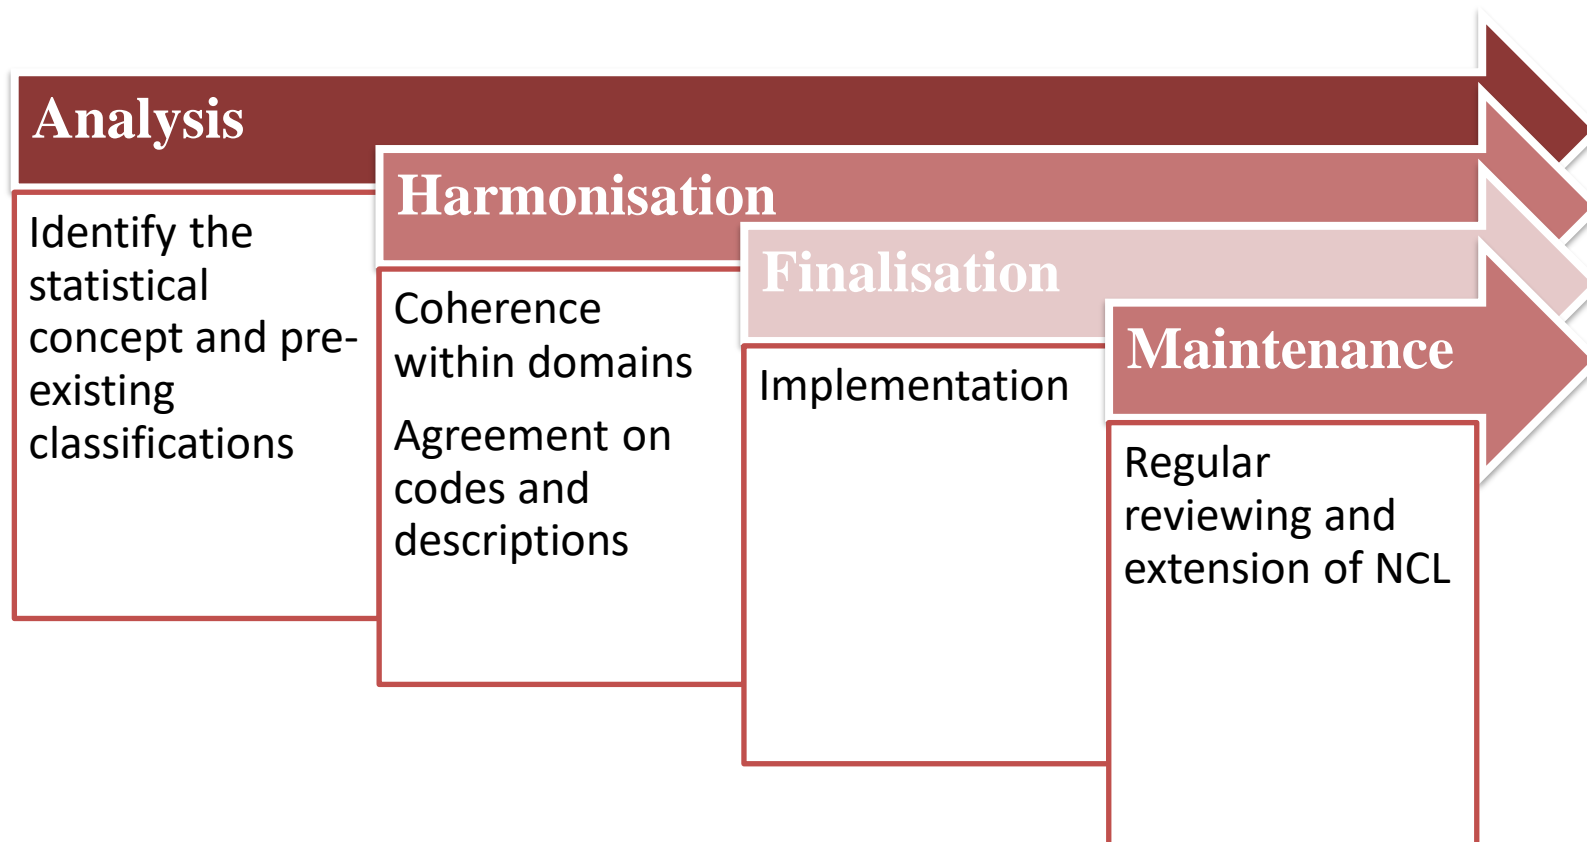 Analysis
Identify the
statistical
concept and pre-
existing
classifications
Harmonisation
Coherence
within domains
Agreement on
codes and
descriptions
Finalisation
Implementation
Maintenance
Regular
reviewing and
extension of NCL